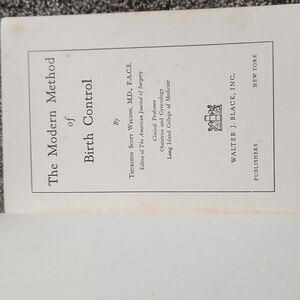 The Modern Method
of
Birth Control
By
THURSTON SCOTT WELTON, M.D., F.A.C.S.
Editor of The American Journal of Surgery
Clinical Professor
Obstetrics and Gynecology
Long Island College of Medicine
WALTER J. BLACK, INC.
PUBLISHERS NEW YORK